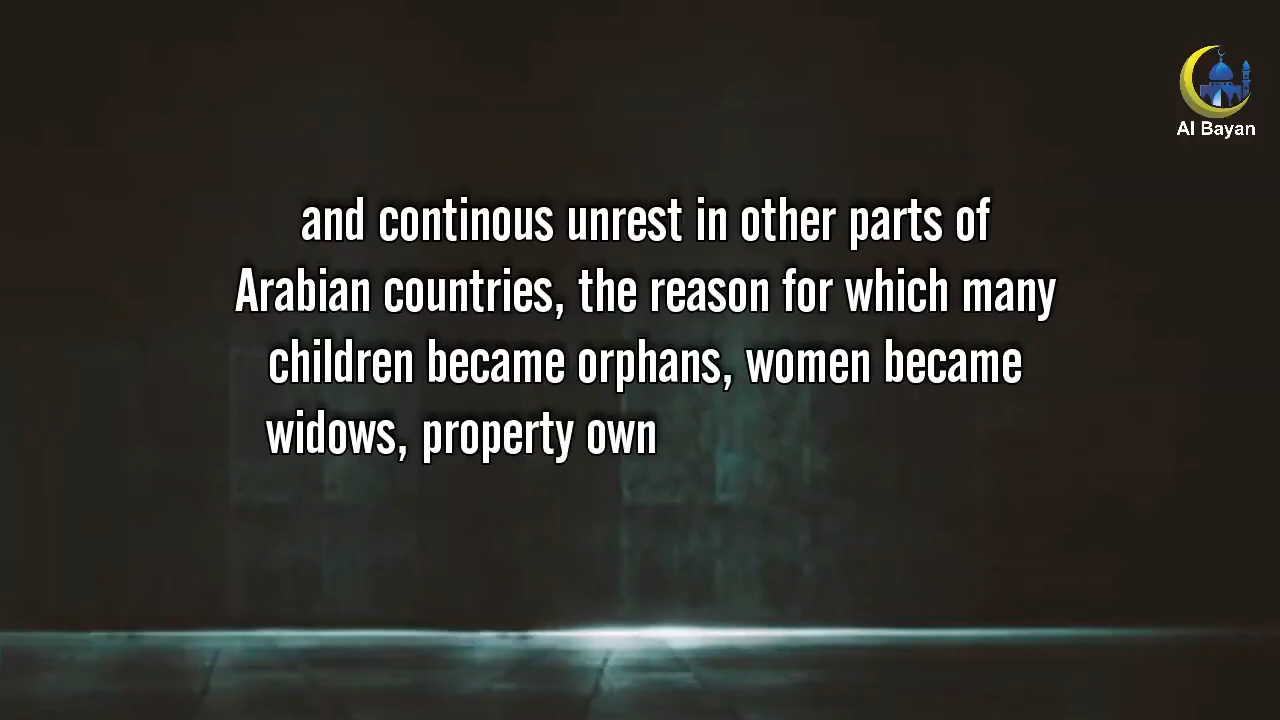 Al Bayan
and continous unrest in other parts of
Arabian countries, the reason for which many
children became orphans, women became
widows, property own